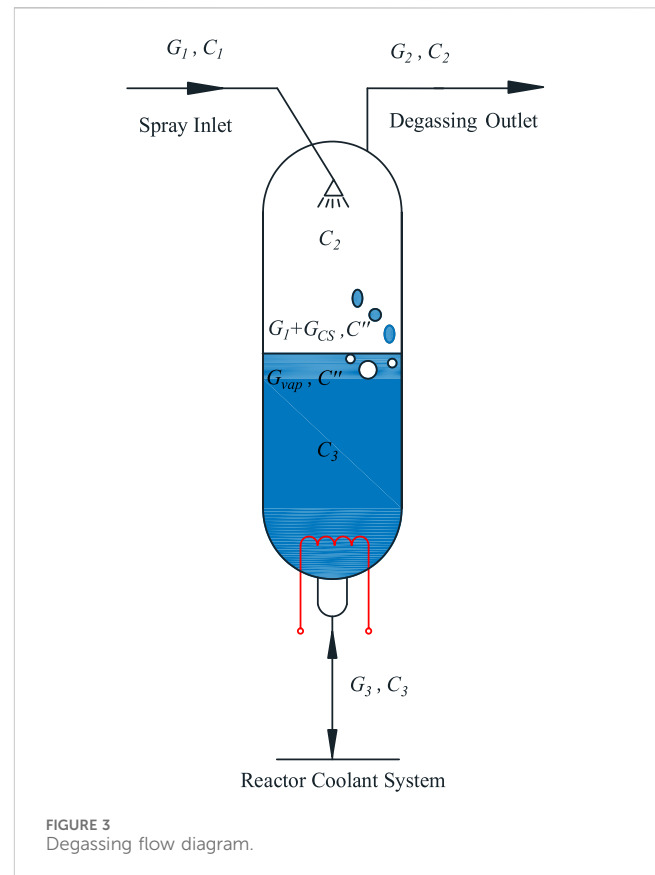 G1 , C1
G2 , C2
Spray Inlet
Degassing Outlet
C2
G1+GCS ,C″
Gvap , C″
C3
G3 , C3
Reactor Coolant System
FIGURE 3
Degassing flow diagram.